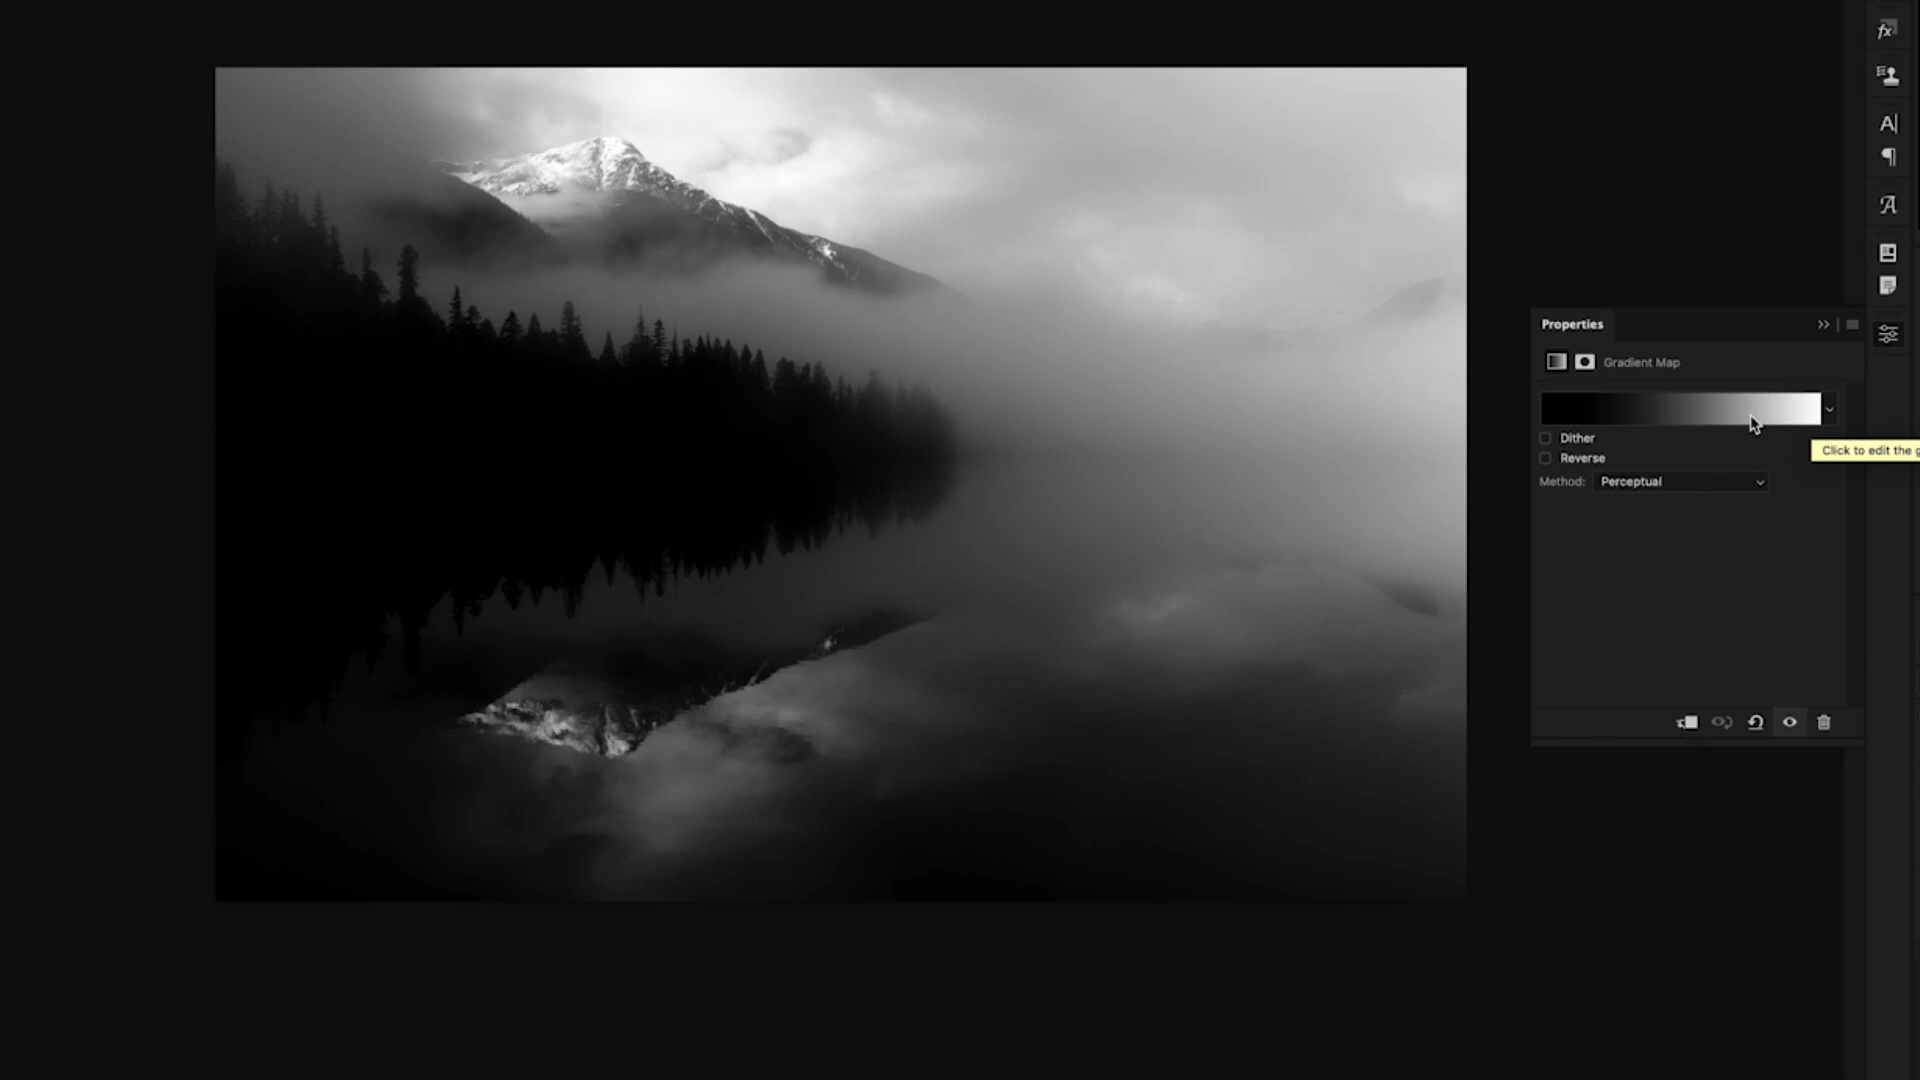 Properties
Gradient Map
Dither
Click to edit the
Reverse
Method: Perceptual